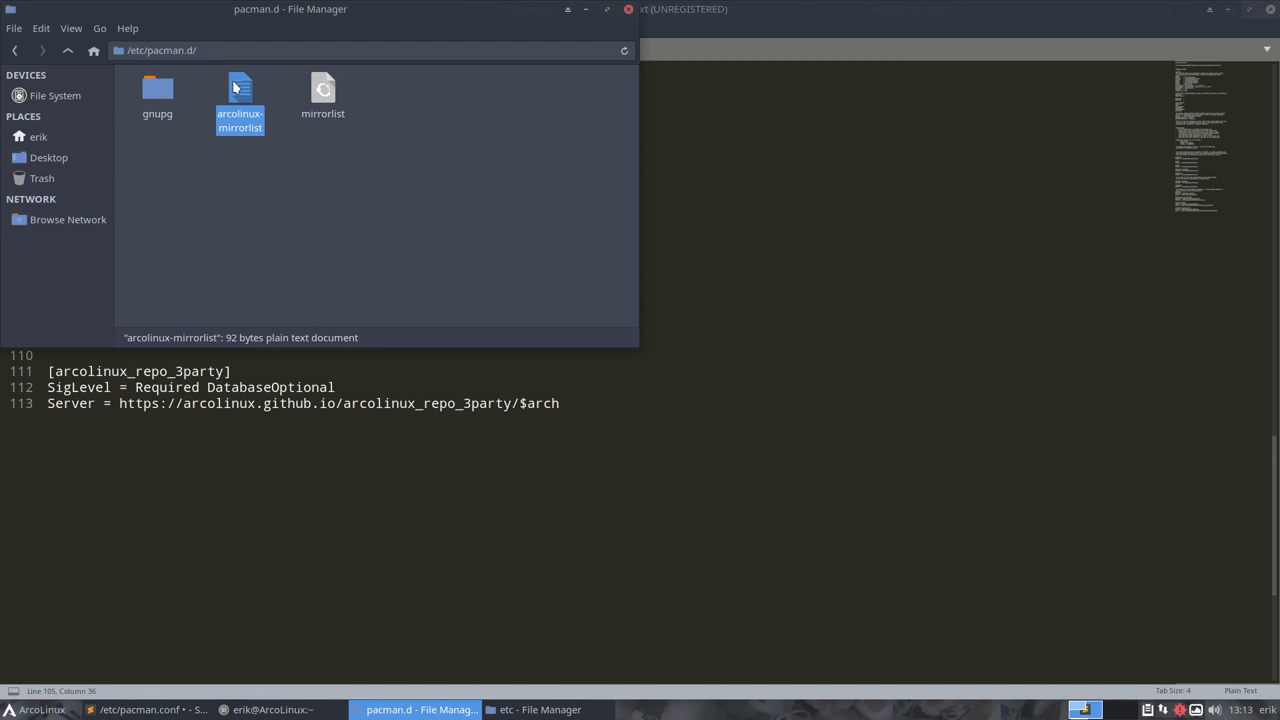 pacman.d - File Manager
xt (UNREGISTERED)
File Edit View Go Help
/etc/pacman.d/
DEVICES
File System
PLACES
erik
Desktop
Trash
NETWORK
Browse Network
gnupg
arcolinux-
mirrorlist
mirrorlist
"arcolinux-mirrorlist": 92 bytes plain text document
110
111 [arcolinux_repo_3party]
112 SigLevel = Required DatabaseOptional
113 Server = https://arcolinux.github.io/arcolinux_repo_3party/$arch
Line 105, Column 36
Tab Size: 4
Plain Text
ArcoLinux
/etc/pacman.conf • - S...
erik@ArcoLinux:~
pacman.d - File Manag...
etc - File Manager
13:13 erik